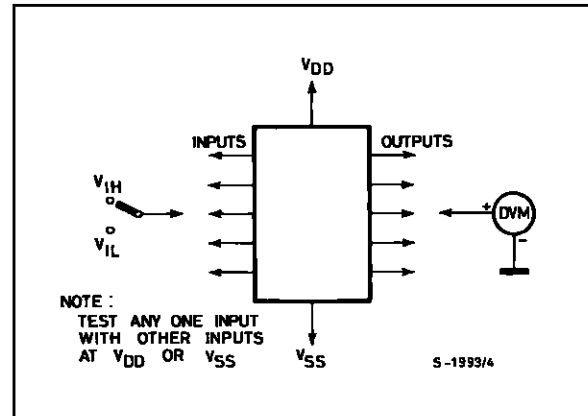 VDD
INPUTS
OUTPUTS
VIH
VIL
+
DVM
-
NOTE :
TEST ANY ONE INPUT
WITH OTHER INPUTS
AT VDD OR VSS
VSS
S-1993/4